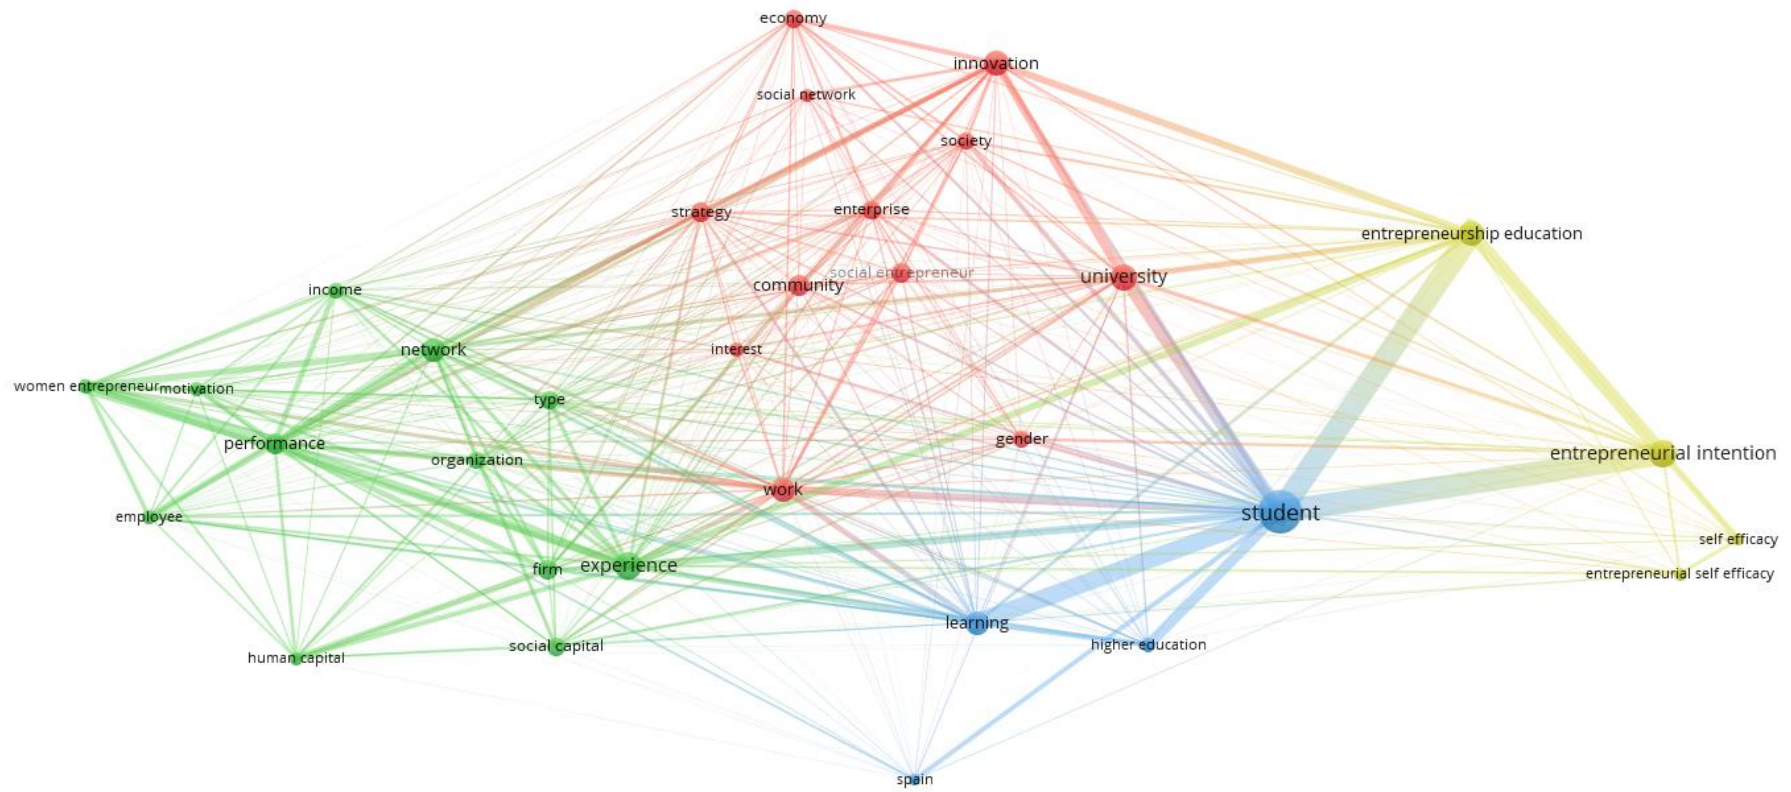 economy
innovation
social network
society
strategy
enterprise
entrepreneurship education
social entrepreneur
university
community
income
network
interest
women entrepreneur
motivation
type
performance
gender
organization
entrepreneurial intention
work
student
employee
self efficacy
firm
experience
entrepreneurial self efficacy
learning
higher education
social capital
human capital
spain